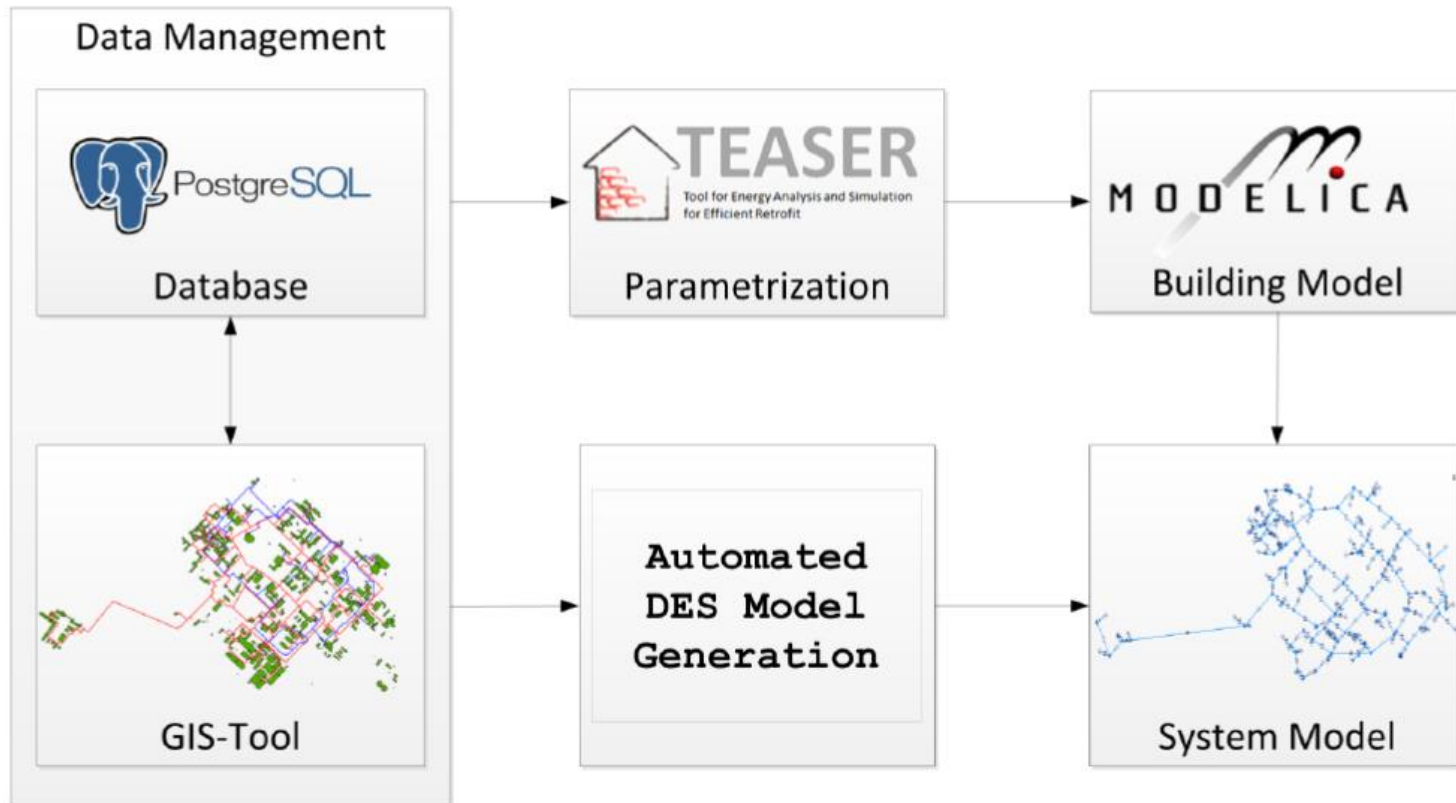 Data Management
PostgreSQL
Database
TEASER
Tool for Energy Analysis and Simulation
for Efficient Retrofit
Parametrization
MODELICA
Building Model
GIS-Tool
Automated
DES Model
Generation
System Model